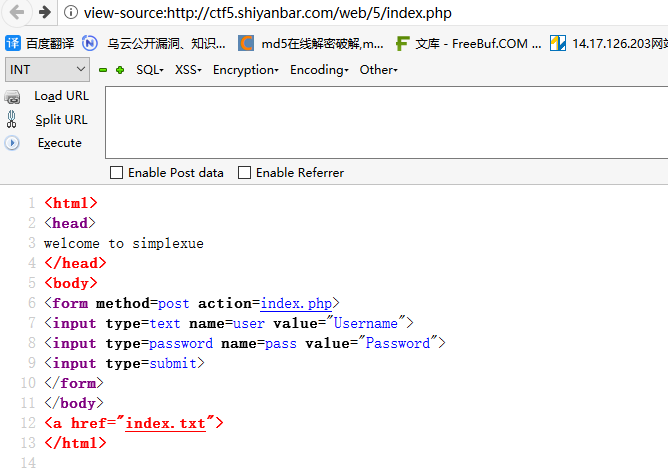 view-source:http://ctf5.shiyanbar.com/web/5/index.php
译 百度翻译 乌云公开漏洞、知识... md5在线解密破解,m... 文库 - FreeBuf.COM ... 14.17.126.203网站
INT SQL XSS Encryption Encoding Other
Load URL
Split URL
Execute
Enable Post data Enable Referrer
1 <html>
2 <head>
3 welcome to simplexue
4 </head>
5 <body>
6 <form method=post action=index.php>
7 <input type=text name=user value="Username">
8 <input type=password name=pass value="Password">
9 <input type=submit>
10 </form>
11 </body>
12 <a href="index.txt">
13 </html>
14